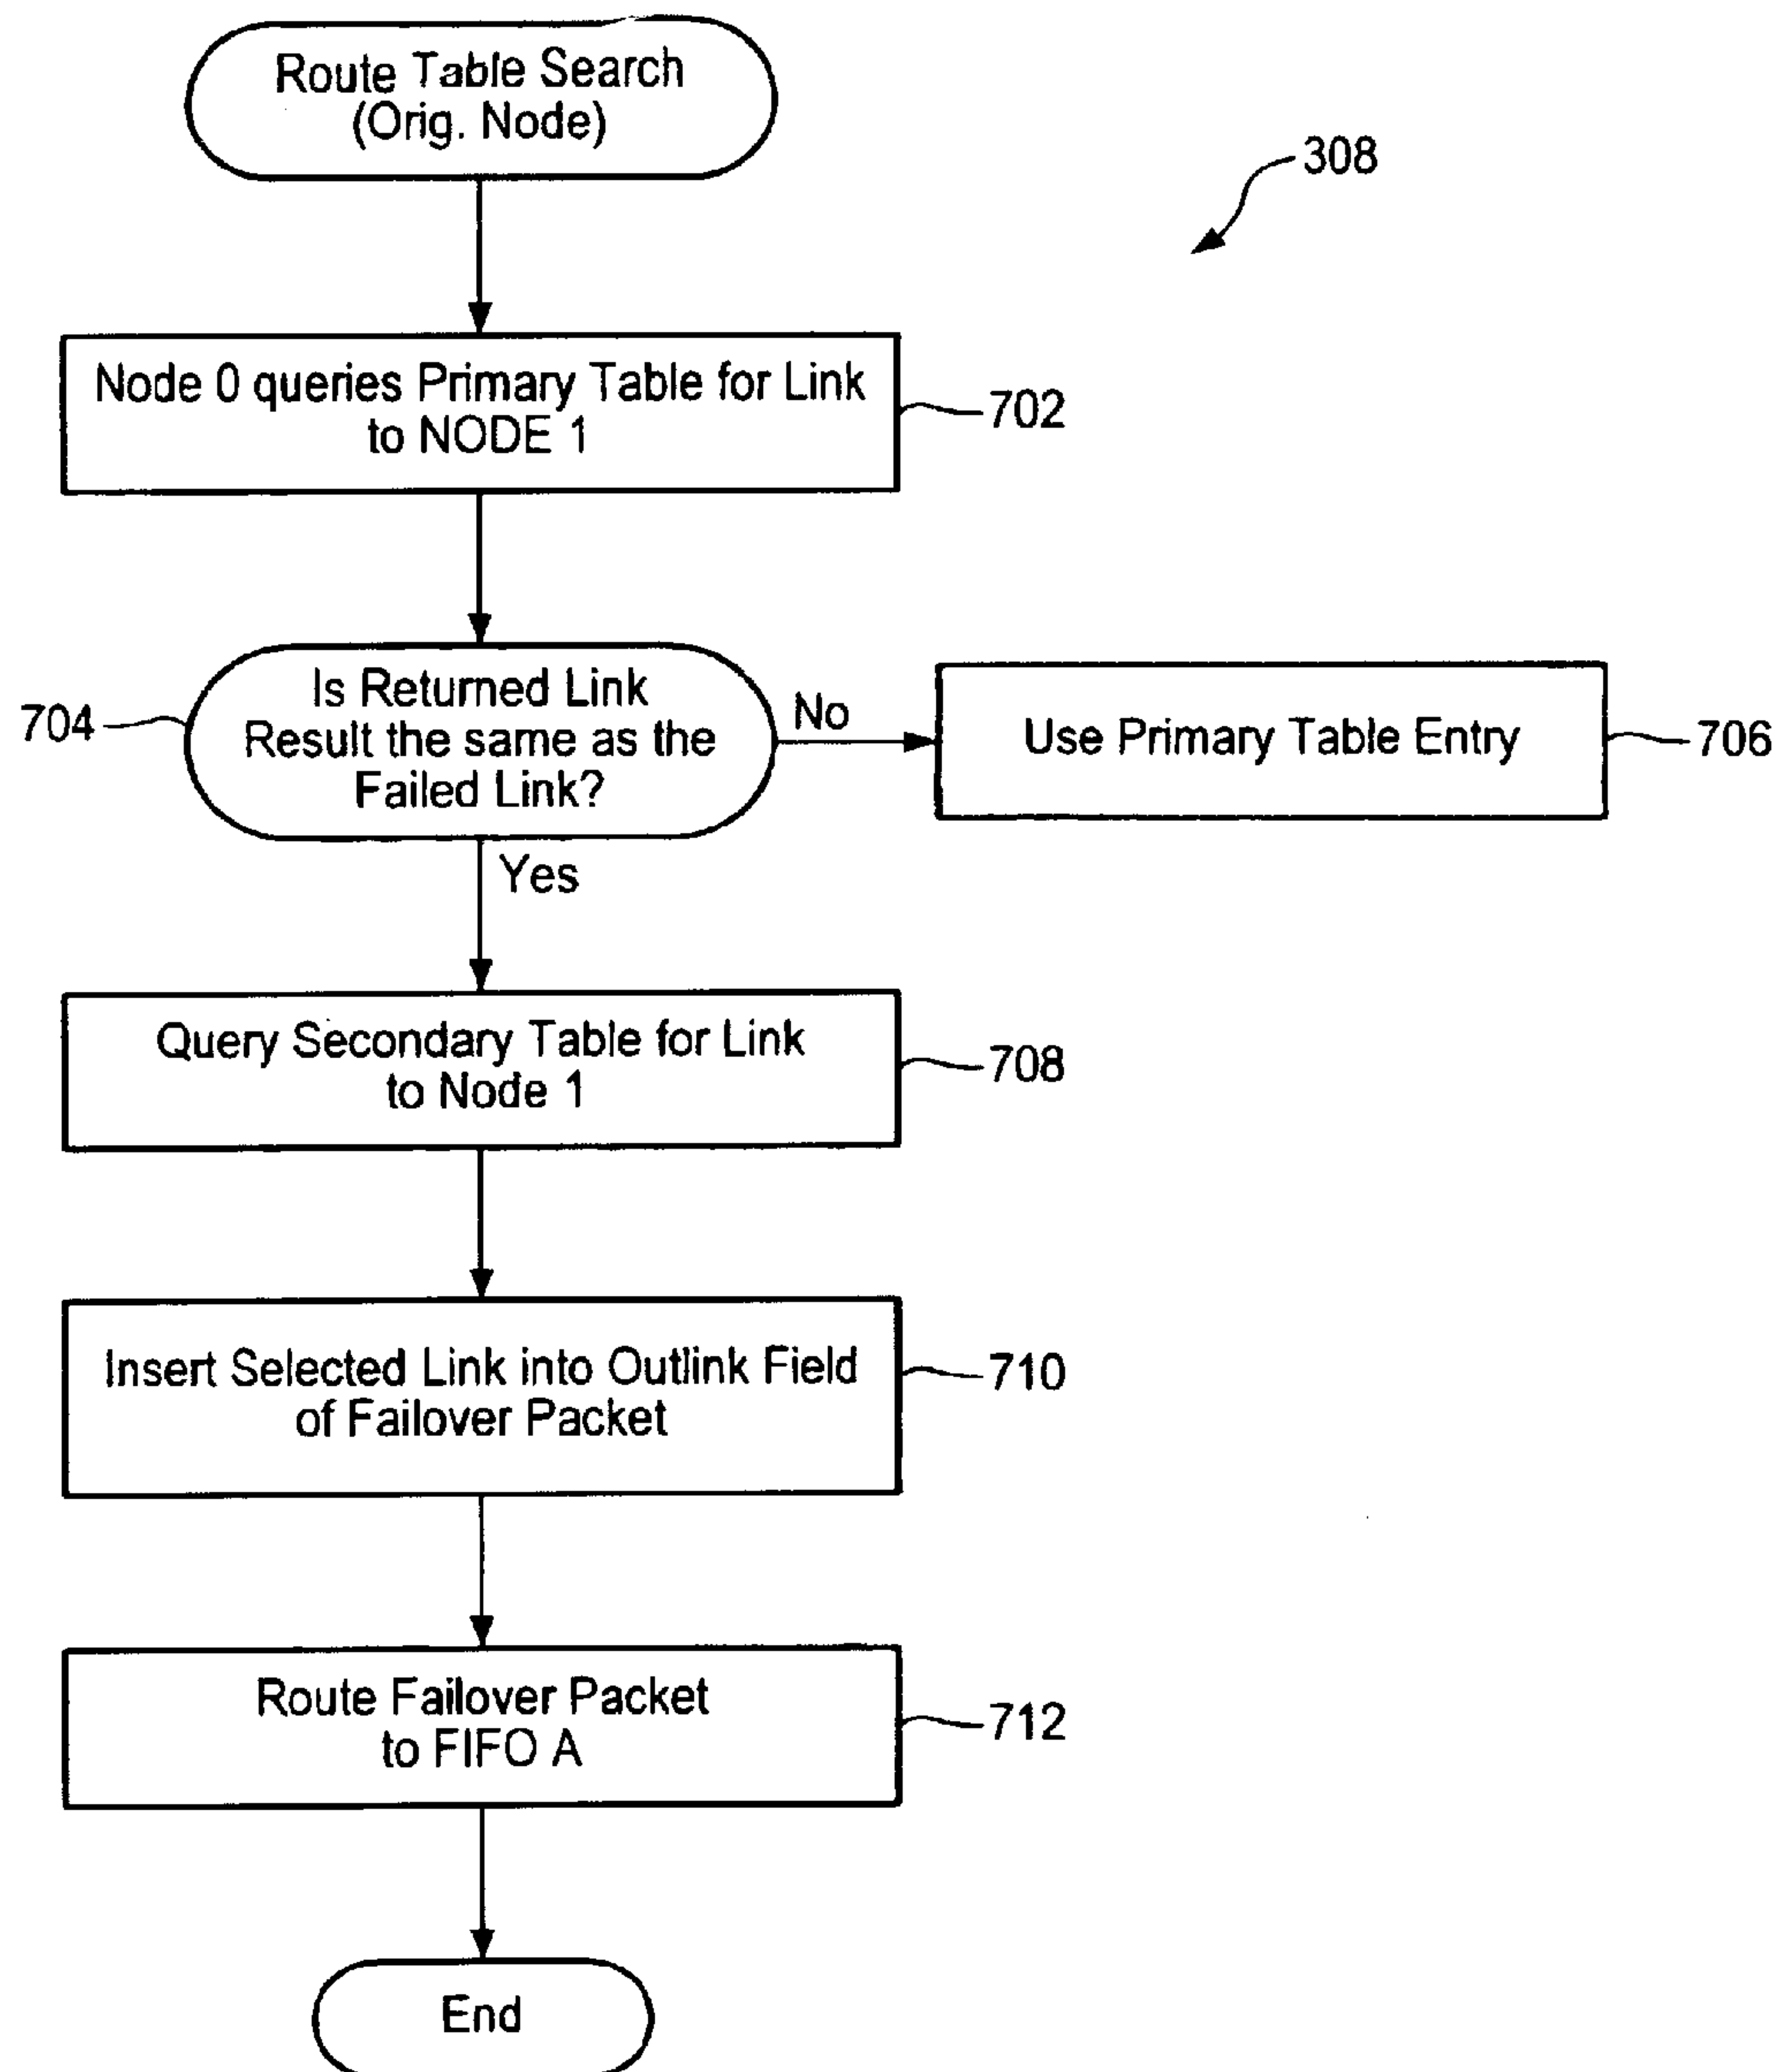 Route Table Search
(Orig. Node)
308
Node 0 queries Primary Table for Link
to NODE 1
702
704
Is Returned Link
Result the same as the
Failed Link?
No
Use Primary Table Entry
706
Yes
Query Secondary Table for Link
to Node 1
708
Insert Selected Link into Outlink Field
of Failover Packet
710
Route Failover Packet
to FIFO A
712
End